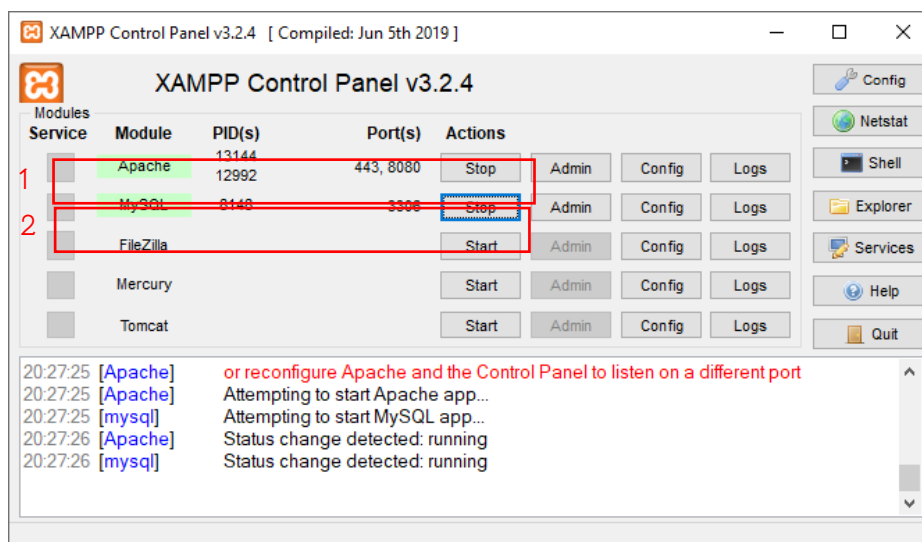 XAMPP Control Panel v3.2.4 [ Compiled: Jun 5th 2019 ]
XAMPP Control Panel v3.2.4
Config
Modules
Service Module PID(s) Port(s) Actions
Netstat
1 Apache 13144 12992 443, 8080 Stop Admin Config Logs
Shell
MySQL 8148 3306 Stop Admin Config Logs
Explorer
2 FileZilla Start Admin Config Logs
Services
Mercury Start Admin Config Logs
Help
Tomcat Start Admin Config Logs
Quit
20:27:25 [Apache] or reconfigure Apache and the Control Panel to listen on a different port
20:27:25 [Apache] Attempting to start Apache app...
20:27:25 [mysql] Attempting to start MySQL app...
20:27:26 [Apache] Status change detected: running
20:27:26 [mysql] Status change detected: running